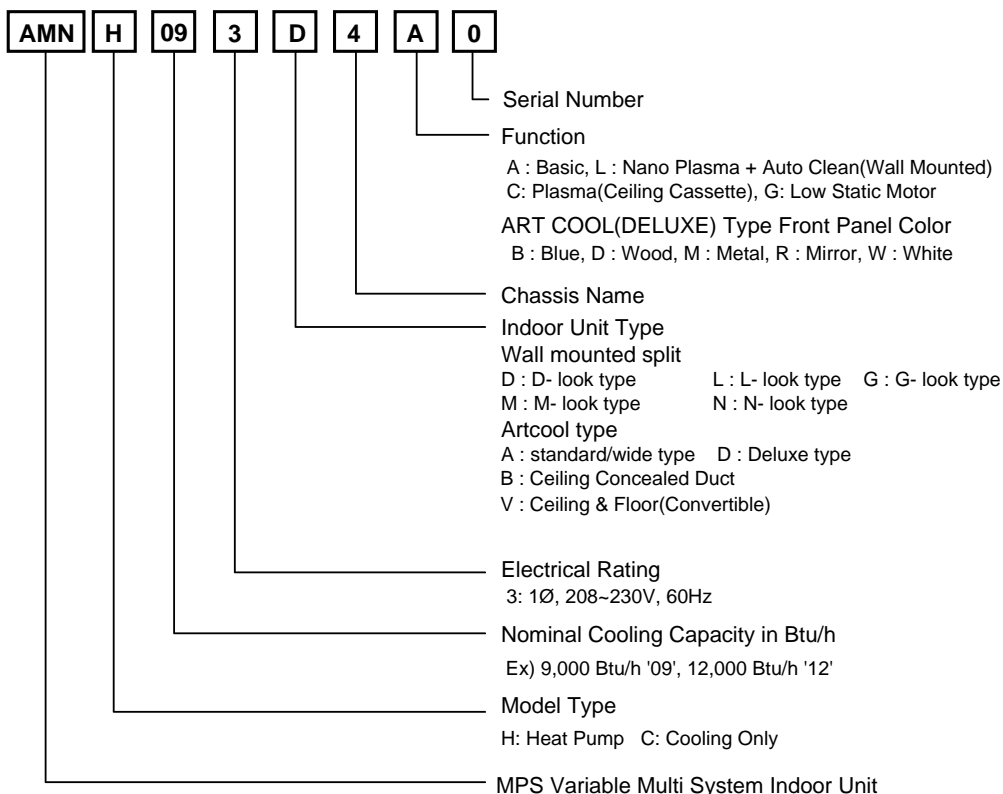 AMN H 09 3 D 4 A 0
Serial Number
Function
A : Basic, L : Nano Plasma + Auto Clean(Wall Mounted)
C: Plasma(Ceiling Cassette), G: Low Static Motor
ART COOL(DELUXE) Type Front Panel Color
B : Blue, D : Wood, M : Metal, R : Mirror, W : White
Chassis Name
Indoor Unit Type
Wall mounted split
D : D- look type L : L- look type G : G- look type
M : M- look type N : N- look type
Artcool type
A : standard/wide type D : Deluxe type
B : Ceiling Concealed Duct
V : Ceiling & Floor(Convertible)
Electrical Rating
3: 1Ø, 208~230V, 60Hz
Nominal Cooling Capacity in Btu/h
Ex) 9,000 Btu/h '09', 12,000 Btu/h '12'
Model Type
H: Heat Pump C: Cooling Only
MPS Variable Multi System Indoor Unit